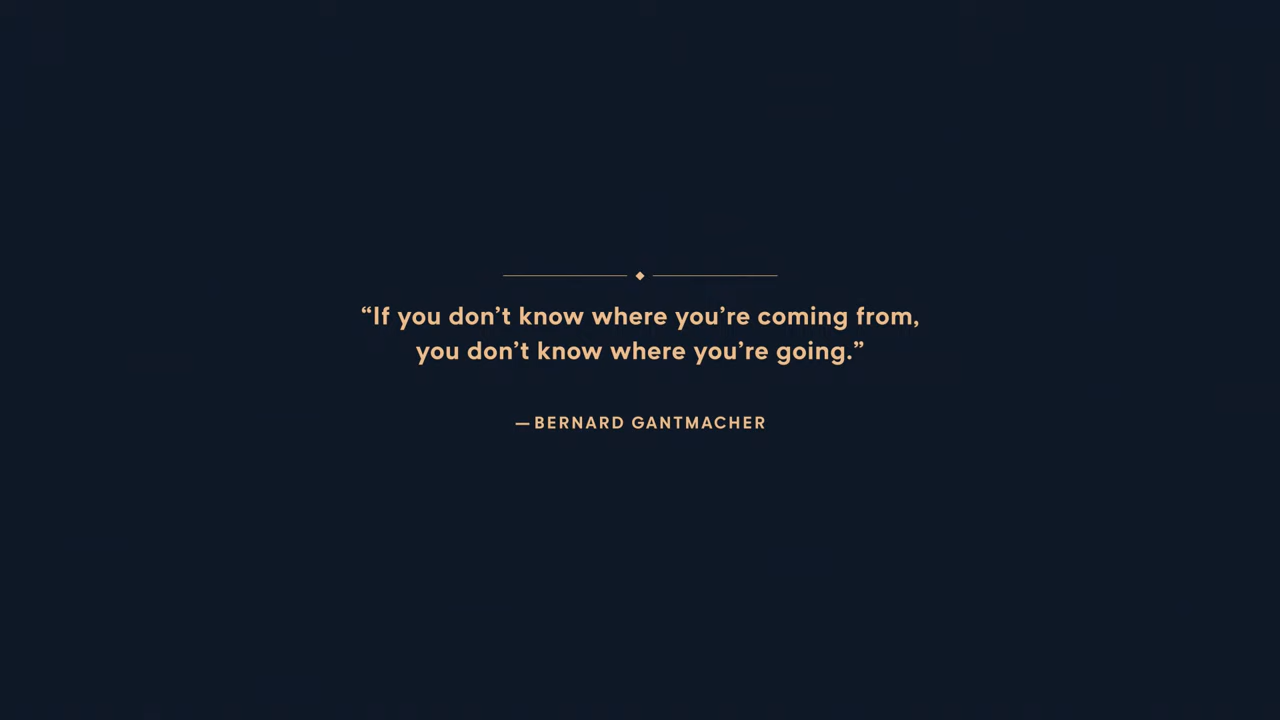 “If you don’t know where you’re coming from,
you don’t know where you’re going.”
— BERNARD GANTMACHER